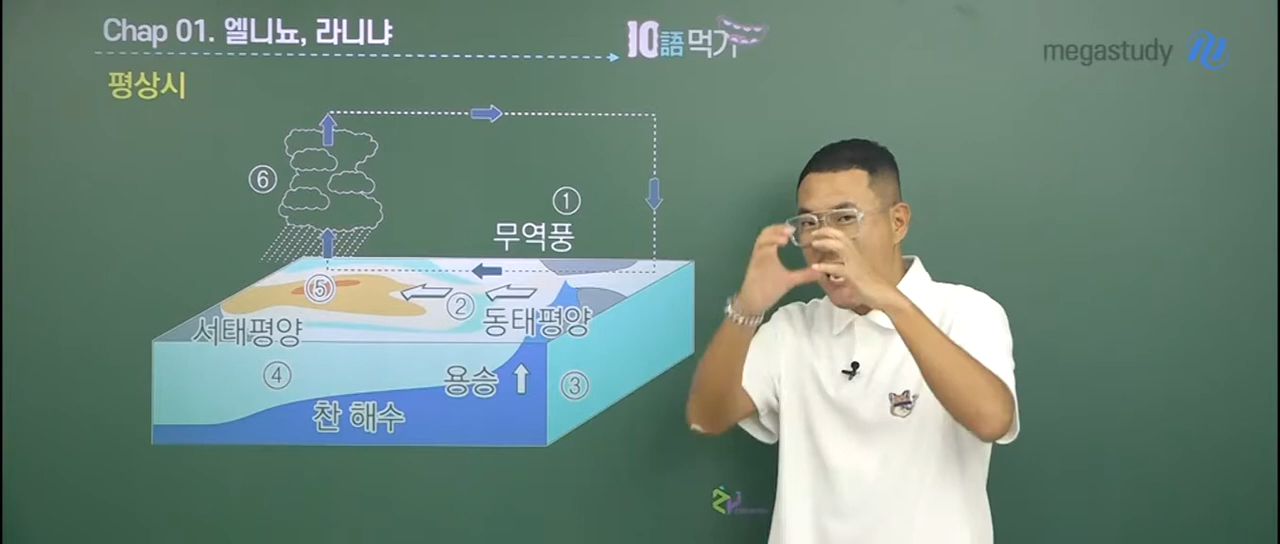 Chap 01. 엘니뇨, 라니냐
10語먹기
megastudy
평상시
⑥
①
무역풍
⑤
②
서태평양
동태평양
④
용승
③
찬 해수